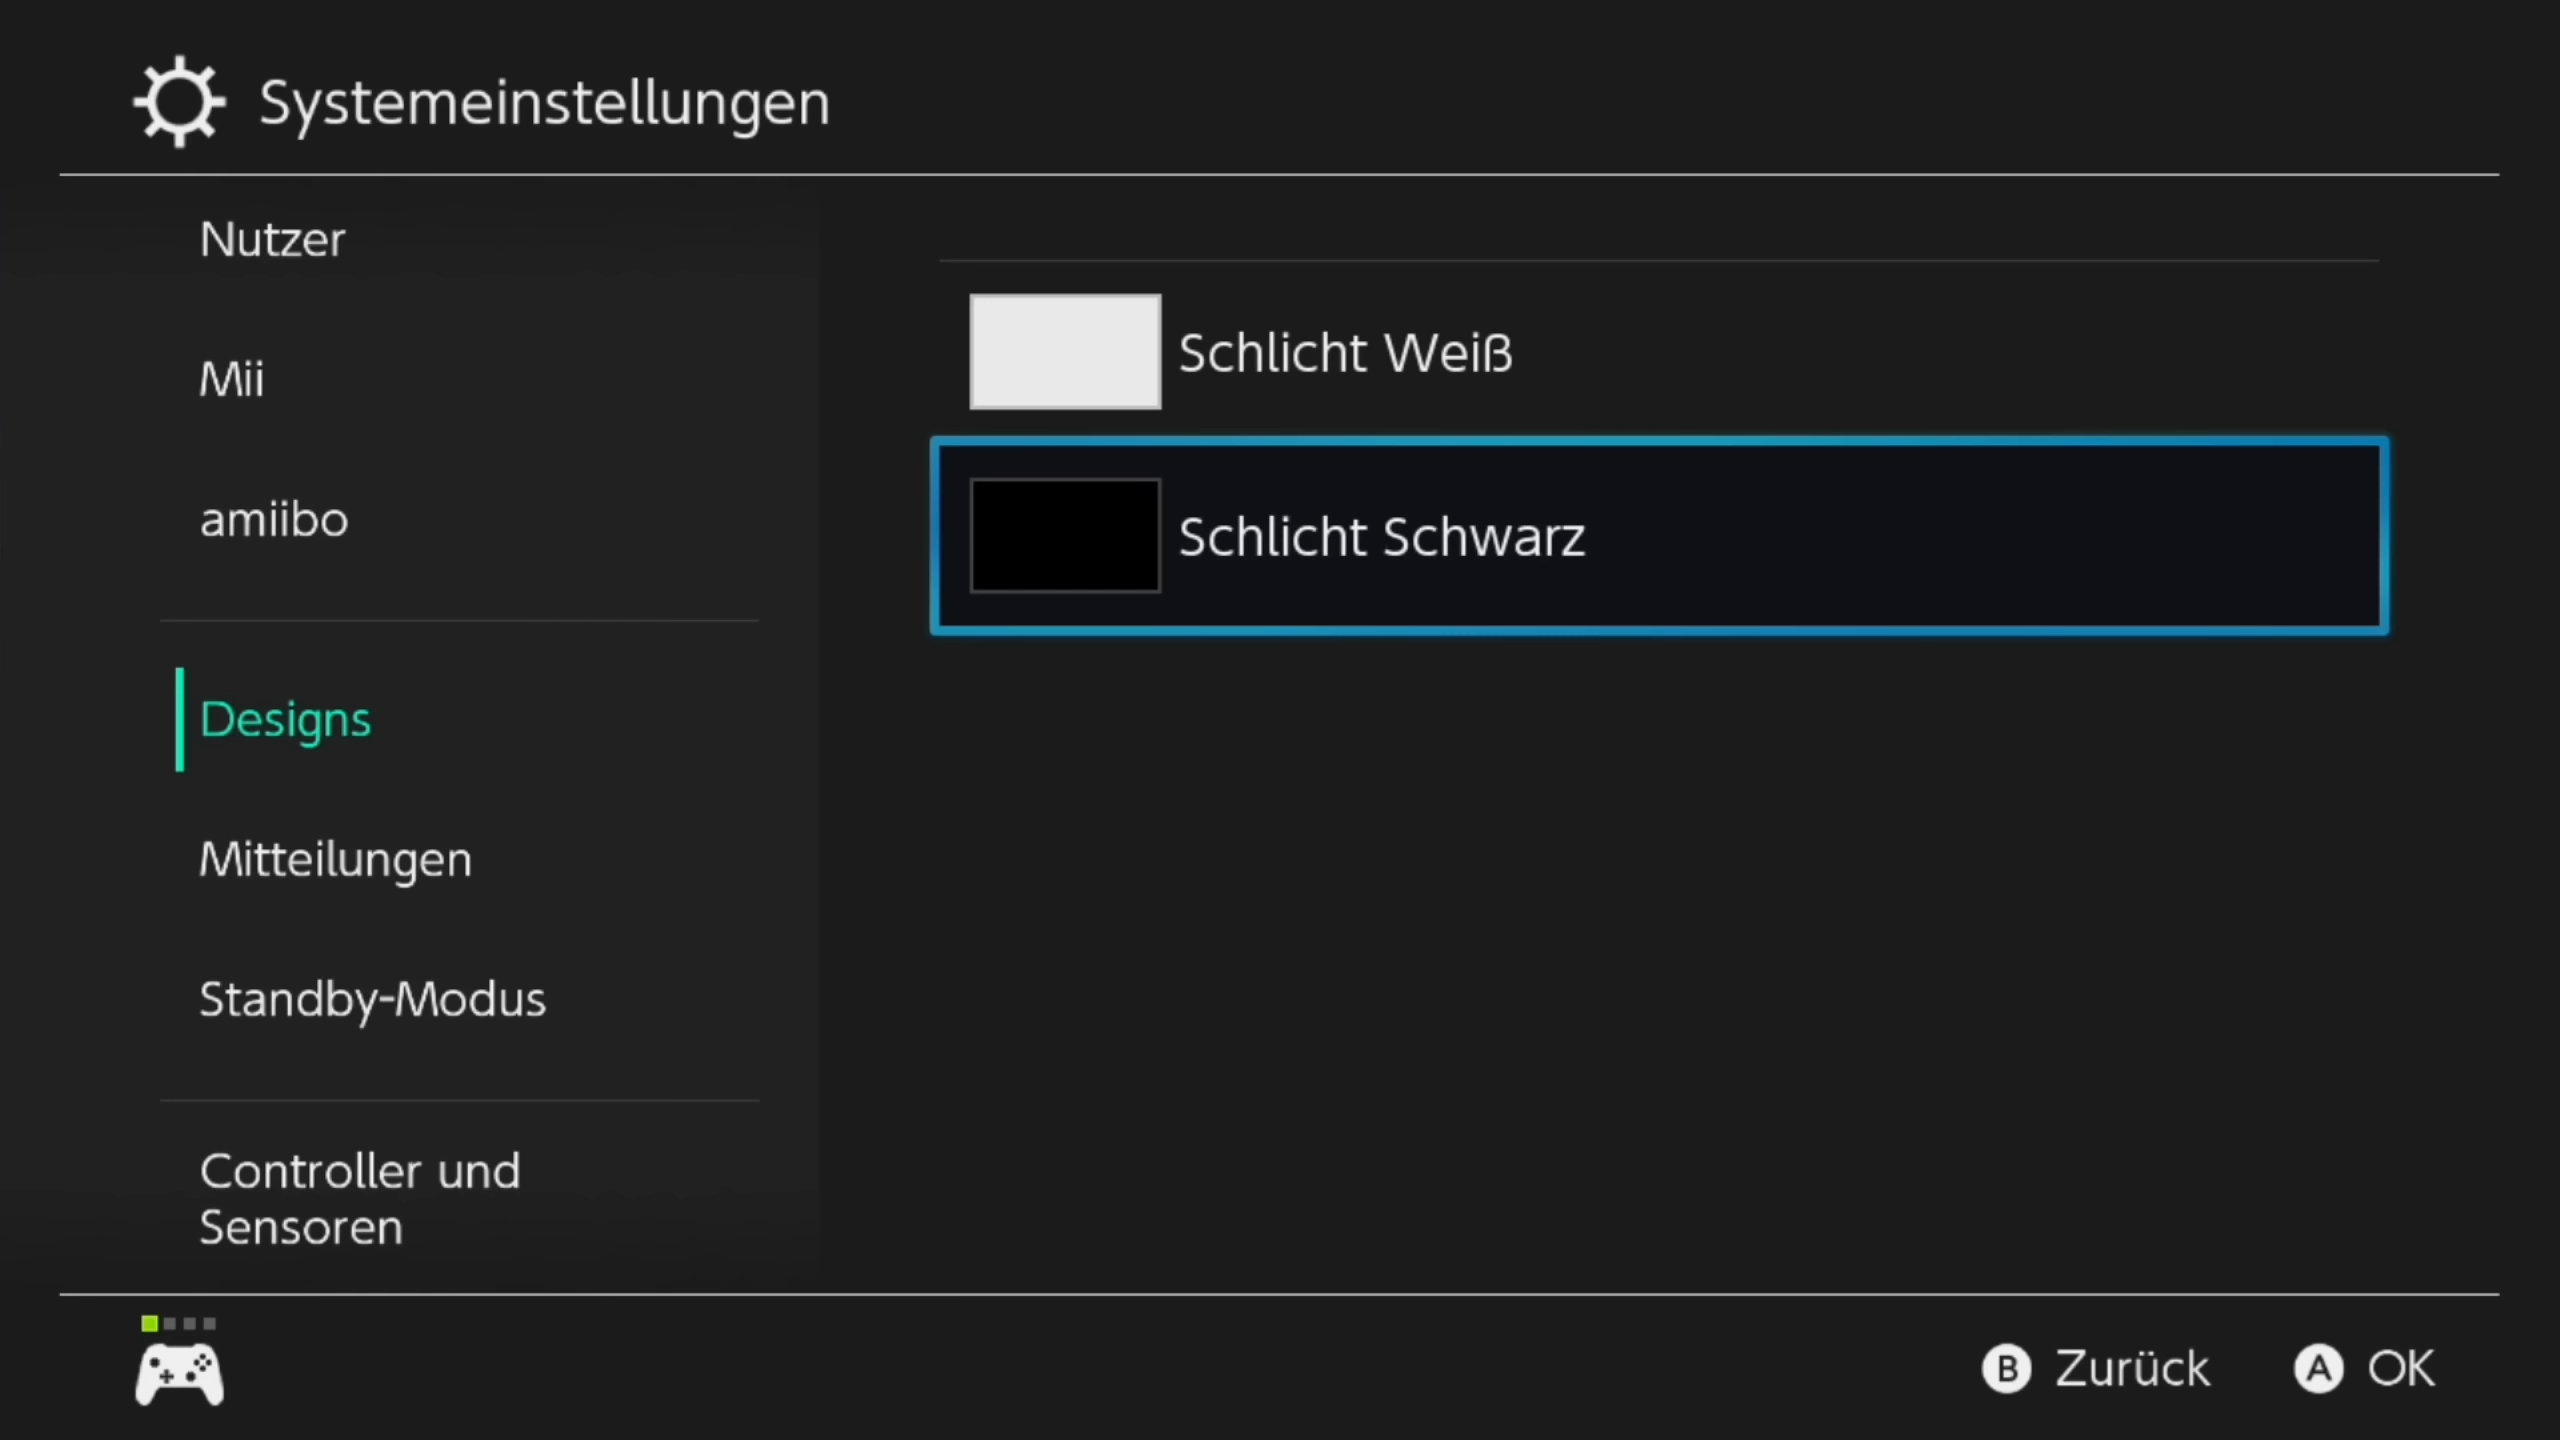 Systemeinstellungen
Nutzer
Mii
amiibo
Designs
Mitteilungen
Standby-Modus
Controller und
Sensoren
Schlicht Weiß
Schlicht Schwarz
B Zurück
A OK